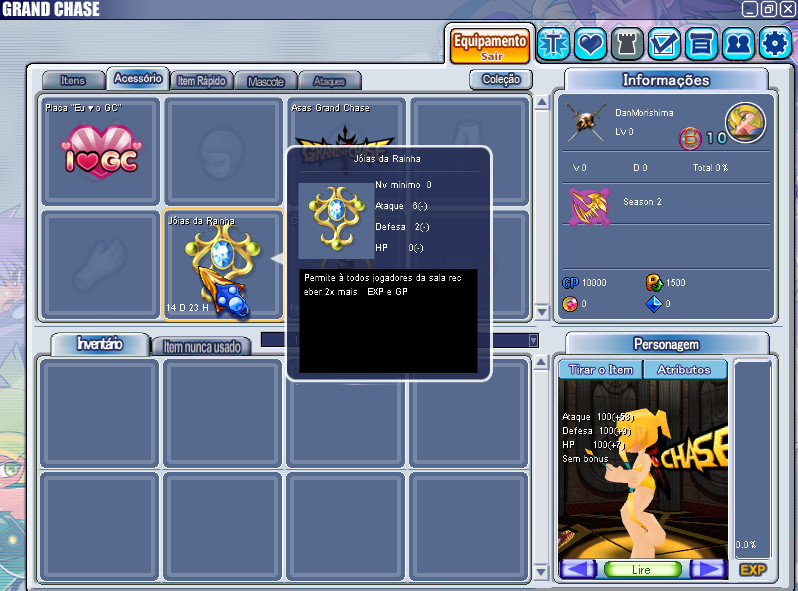 GRAND CHASE
Equipamento
Sair
Itens
Acessório
Item Rápido
Mascote
Ataques
Coleção
Informações
Placa "Eu ♥ o GC"
I ♥ GC
Asas Grand Chase
DanMorishima
Lv 0
B 10
V 0 D 0 Total 0%
Season 2
GP 10000
1500
0
0
Jóias da Rainha
14 D 23 H
Jóias da Rainha
Nv mínimo 0
Ataque 6(-)
Defesa 2(-)
HP 0(-)
Permite à todos jogadores da sala rec
eber 2x mais EXP e GP
Inventário
Item nunca usado
Personagem
Tirar o Item
Atributos
Ataque 100(+53)
Defesa 100(+9)
HP 100(+7)
Sem bonus
CHASE
0.0%
Lire
EXP